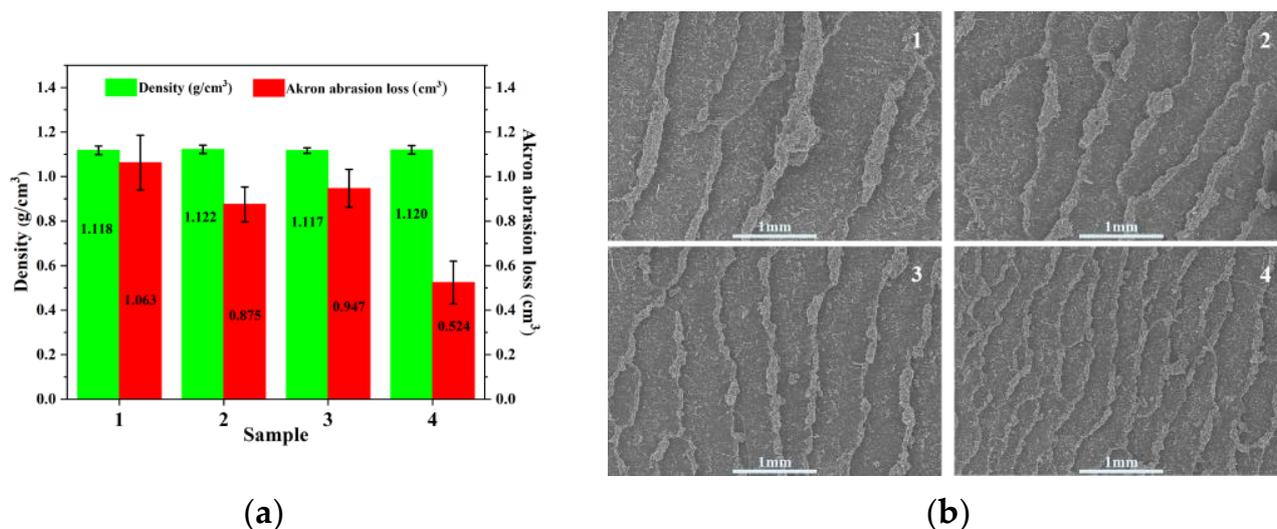 Density (g/cm³) Akron abrasion loss (cm³)
1.4
1.2
1.0
0.8
0.6
0.4
0.2
0.0
Density (g/cm³)
1.118
1.063
1.122
0.875
1.117
0.947
1.120
0.524
1.4
1.2
1.0
0.8
0.6
0.4
0.2
0.0
Akron abrasion loss (cm³)
1 2 3 4
Sample
(a)
1
1mm
2
1mm
3
1mm
4
1mm
(b)